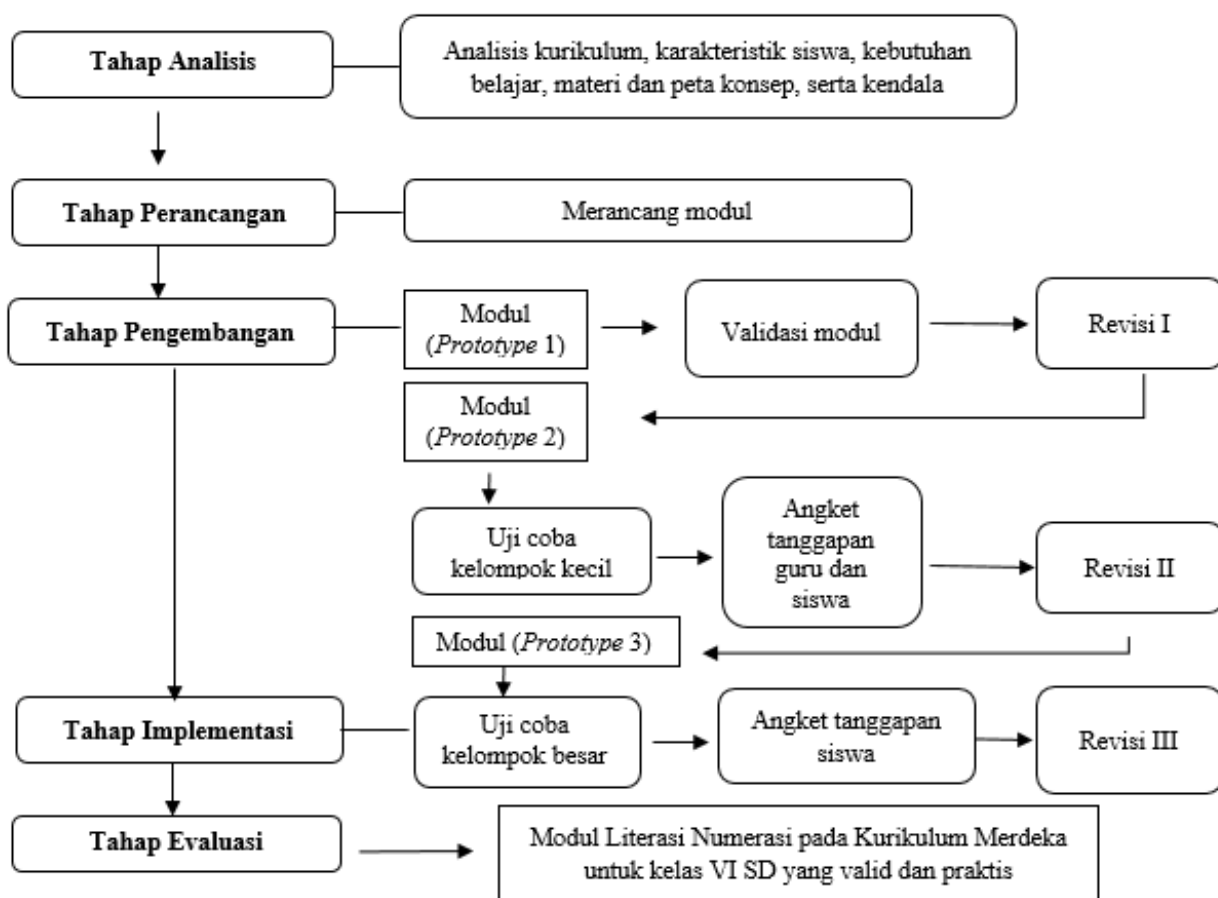 Tahap Analisis
Analisis kurikulum, karakteristik siswa, kebutuhan
belajar, materi dan peta konsep, serta kendala
Tahap Perancangan
Merancang modul
Tahap Pengembangan
Modul
(Prototype 1)
Validasi modul
Revisi I
Modul
(Prototype 2)
Uji coba
kelompok kecil
Angket
tanggapan
guru dan
siswa
Revisi II
Modul (Prototype 3)
Tahap Implementasi
Uji coba
kelompok besar
Angket tanggapan
siswa
Revisi III
Tahap Evaluasi
Modul Literasi Numerasi pada Kurikulum Merdeka
untuk kelas VI SD yang valid dan praktis